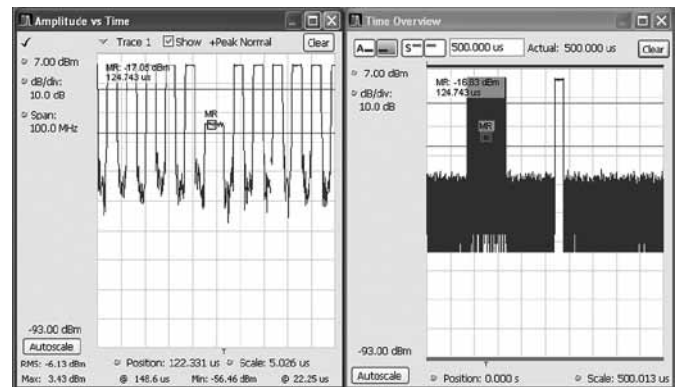 Amplitude vs Time
Trace 1 Show +Peak Normal Clear
7.00 dBm
dB/div:
10.0 dB
Span:
100.0 MHz
MR: -17.05 dBm
124.743 us
MR
-93.00 dBm
Autoscale
Position: 122.331 us Scale: 5.026 us
RMS: -6.13 dBm
Max: 3.43 dBm @ 148.6 us Min: -56.46 dBm @ 22.25 us
Time Overview
500.000 us Actual: 500.000 us Clear
7.00 dBm
dB/div:
10.0 dB
MR: -16.83 dBm
124.743 us
MR
-93.00 dBm
Autoscale Position: 0.000 s Scale: 500.013 us